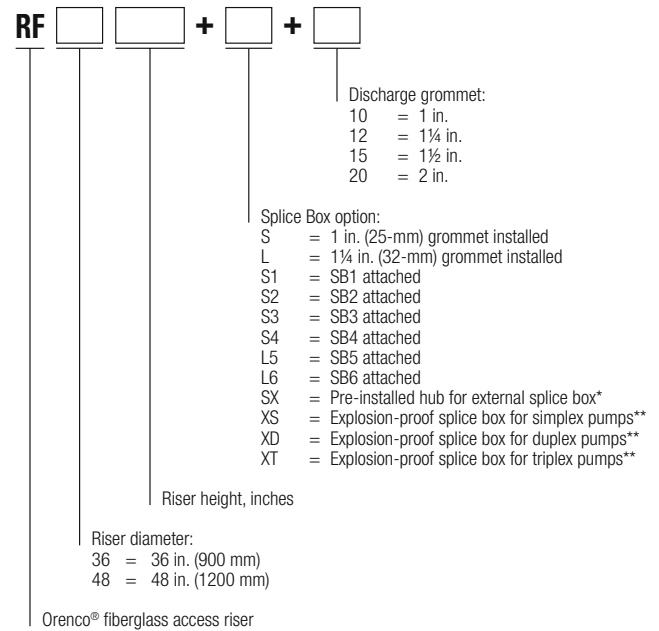 RF + +
Discharge grommet:
10 = 1 in.
12 = 1¼ in.
15 = 1½ in.
20 = 2 in.
Splice Box option:
S = 1 in. (25-mm) grommet installed
L = 1¼ in. (32-mm) grommet installed
S1 = SB1 attached
S2 = SB2 attached
S3 = SB3 attached
S4 = SB4 attached
L5 = SB5 attached
L6 = SB6 attached
SX = Pre-installed hub for external splice box*
XS = Explosion-proof splice box for simplex pumps**
XD = Explosion-proof splice box for duplex pumps**
XT = Explosion-proof splice box for triplex pumps**
Riser height, inches
Riser diameter:
36 = 36 in. (900 mm)
48 = 48 in. (1200 mm)
Orenco® fiberglass access riser